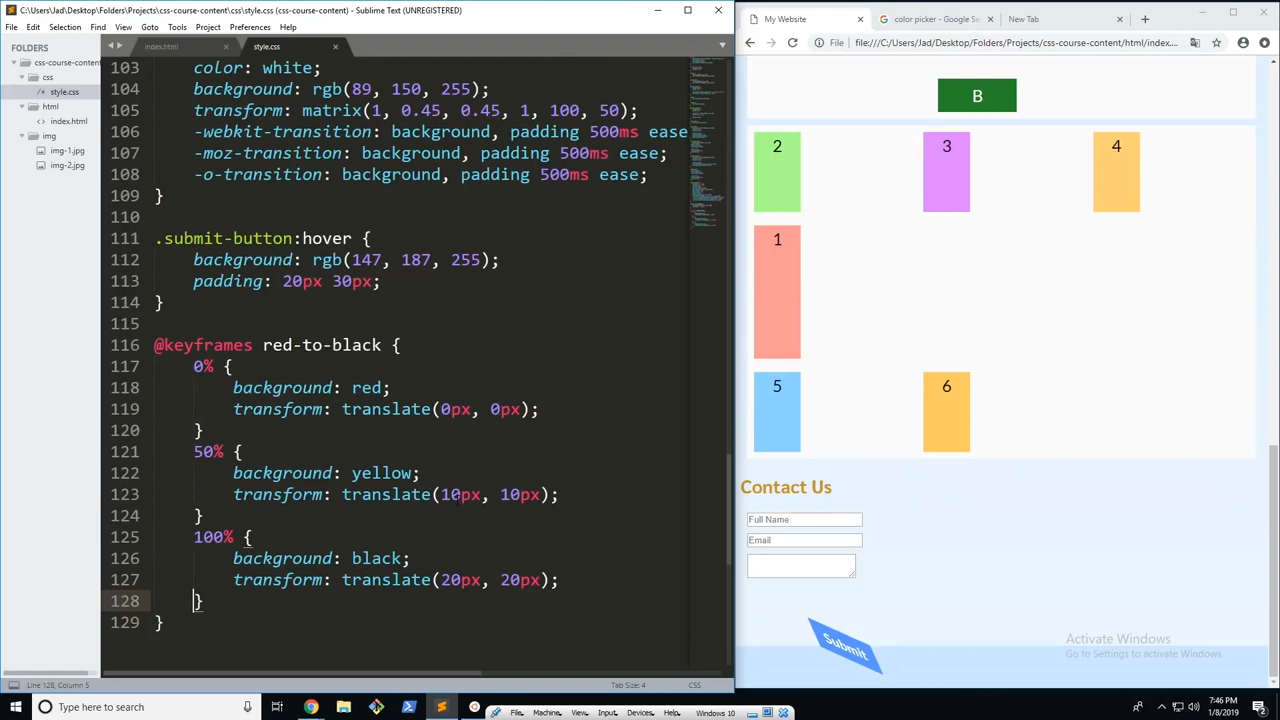 C:\Users\Jad\Desktop\Folders\Projects\css-course-content\css\style.css (css-course-content) - Sublime Text (UNREGISTERED)
File Edit Selection Find View Goto Tools Project Preferences Help
FOLDERS
css-course-content
css
style.css
html
<> index.html
img
img-1.jpg
img-2.jpg
index.html
style.css
103 color: white;
104 background: rgb(89, 150, 255);
105 transform: matrix(1, 0.45, 0.45, 1, 100, 50);
106 -webkit-transition: background, padding 500ms ease
107 -moz-transition: background, padding 500ms ease;
108 -o-transition: background, padding 500ms ease;
109 }
110
111 .submit-button:hover {
112 background: rgb(147, 187, 255);
113 padding: 20px 30px;
114 }
115
116 @keyframes red-to-black {
117 0% {
118 background: red;
119 transform: translate(0px, 0px);
120 }
121 50% {
122 background: yellow;
123 transform: translate(10px, 10px);
124 }
125 100% {
126 background: black;
127 transform: translate(20px, 20px);
128 }
129 }
Line 128, Column 5
Tab Size: 4
CSS
My Website
color picker - Google Se
New Tab
File file:///C:/Users/Jad/Desktop/Folders/Projects/css-course-content/html/index....
B
2 3 4
1
5 6
Contact Us
Full Name
Email
Submit
Activate Windows
Go to Settings to activate Windows.
Type here to search
File Machine View Input Devices Help Windows 10
7:46 PM
1/8/2019
2